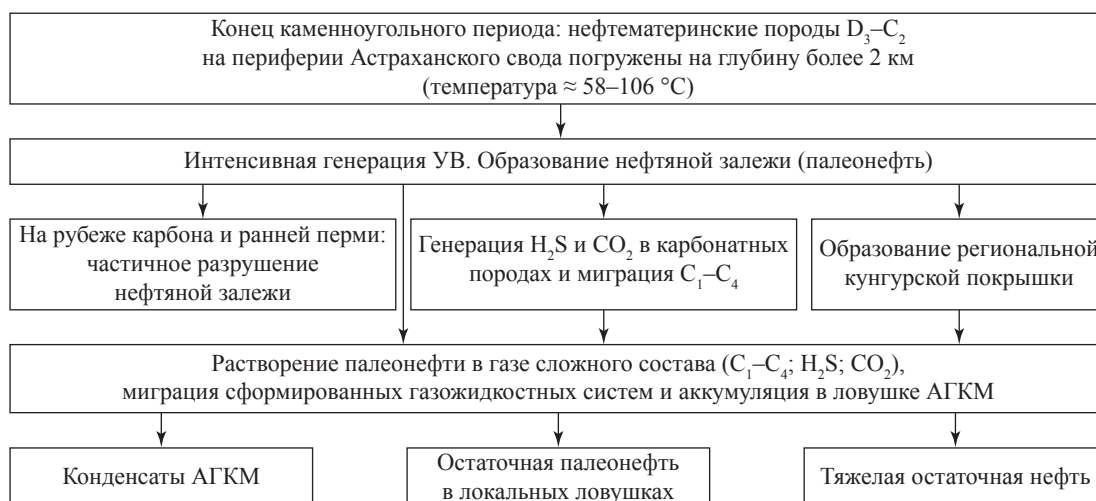 Конец каменноугольного периода: нефтематеринские породы D₃–C₂
на периферии Астраханского свода погружены на глубину более 2 км
(температура ≈ 58–106 °C)
Интенсивная генерация УВ. Образование нефтяной залежи (палеонефть)
На рубеже карбона и ранней перми:
частичное разрушение
нефтяной залежи
Генерация H₂S и CO₂ в карбонатных
породах и миграция C₁–C₄
Образование региональной
кунгурской покрышки
Растворение палеонефти в газе сложного состава (C₁–C₄; H₂S; CO₂),
миграция сформированных газожидкостных систем и аккумуляция в ловушке АГКМ
Конденсаты АГКМ
Остаточная палеонефть
в локальных ловушках
Тяжелая остаточная нефть